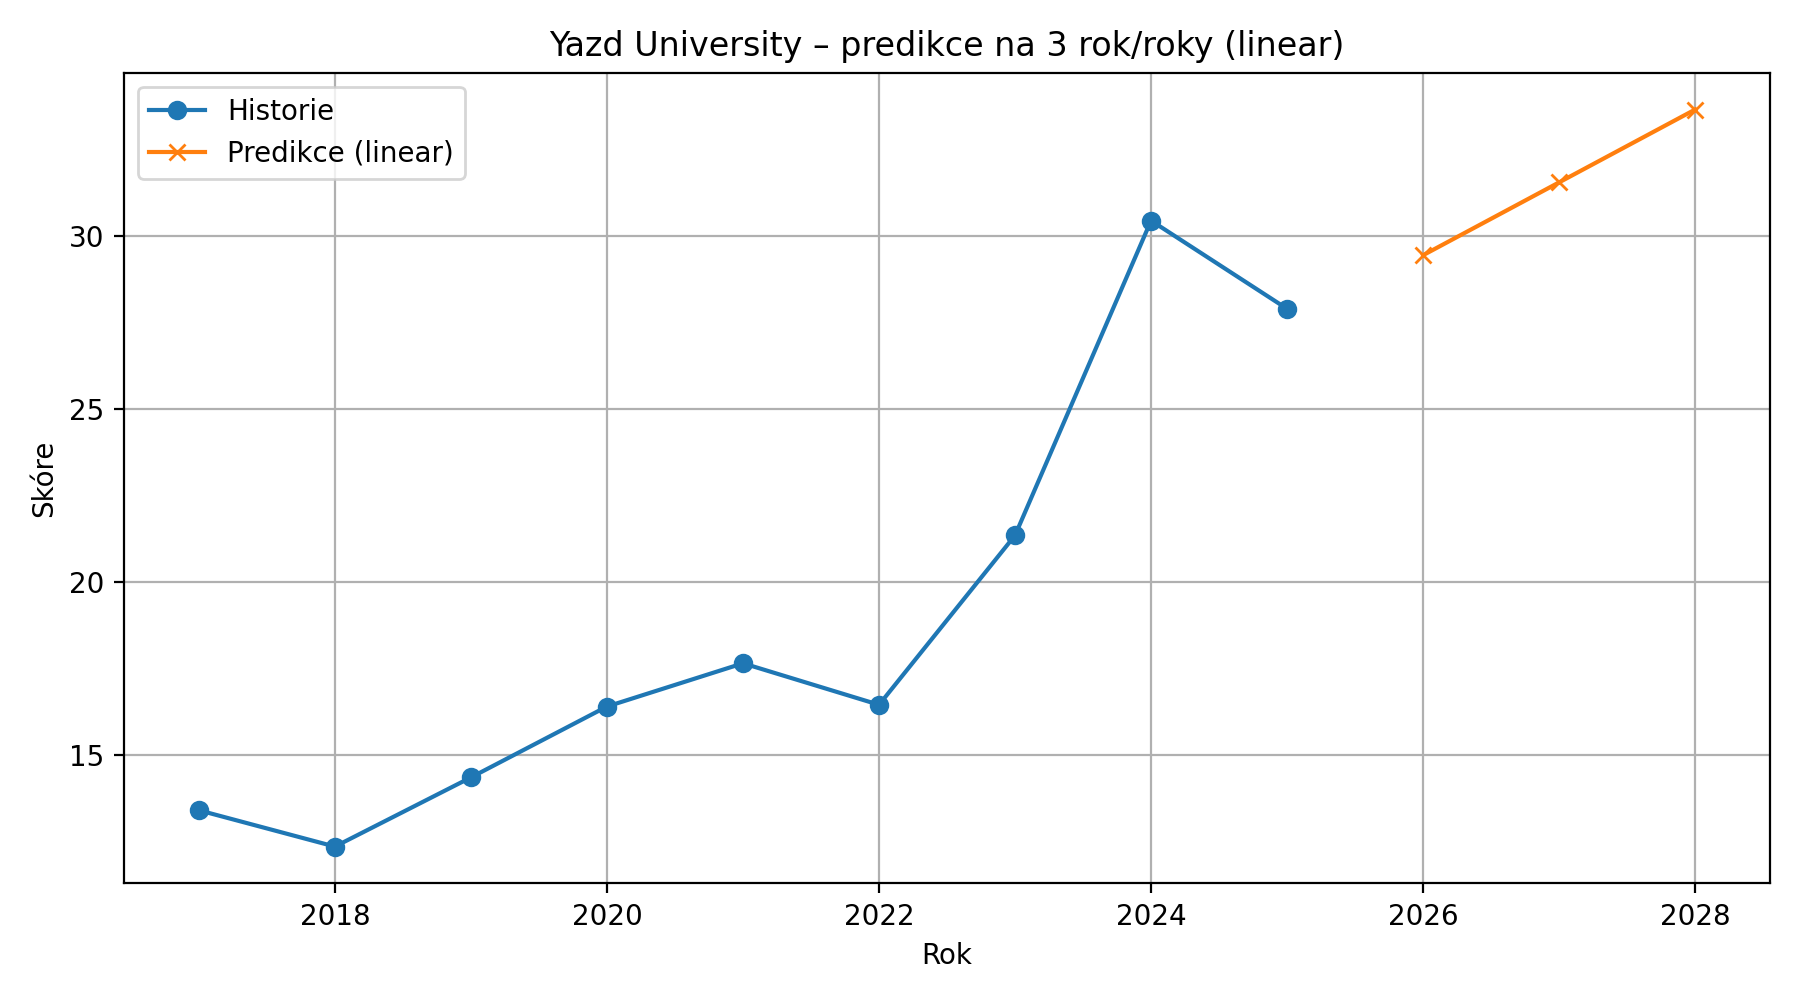 Yazd University – predikce na 3 rok/roky (linear)
Historie
Predikce (linear)
30
25
20
15
Skóre
2018 2020 2022 2024 2026 2028
Rok